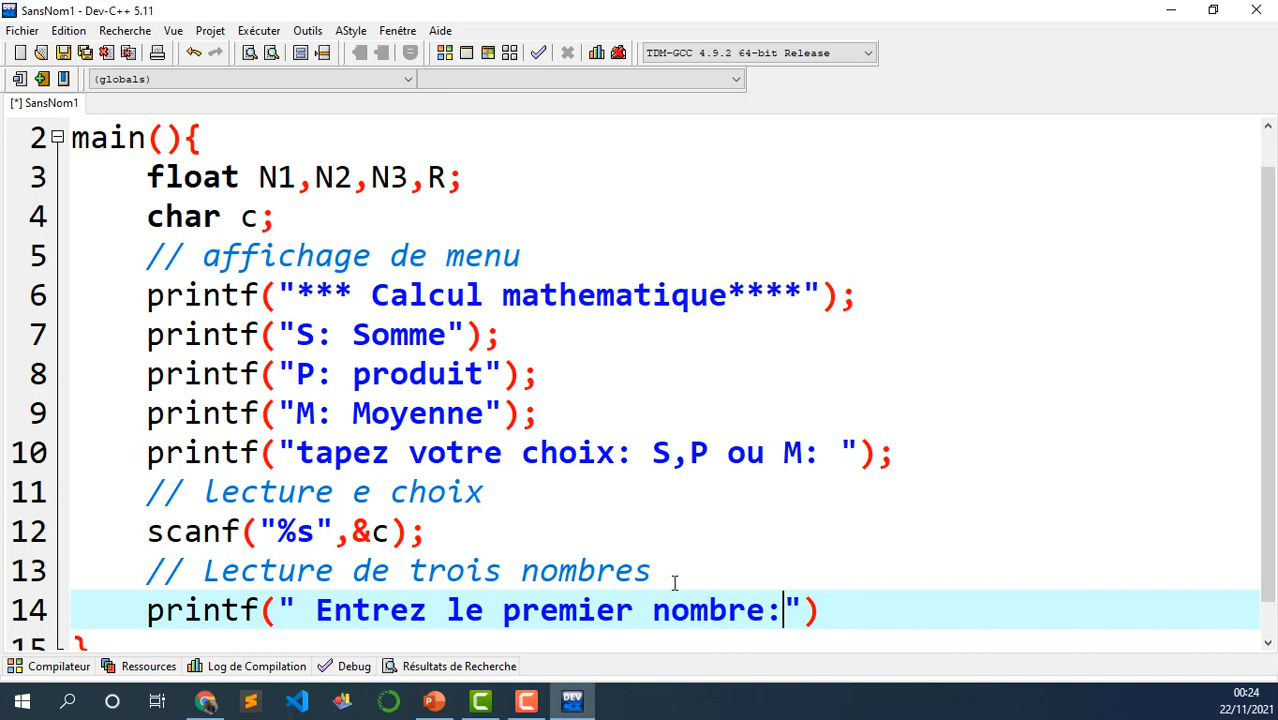 SansNom1 - Dev-C++ 5.11
Fichier Edition Recherche Vue Projet Exécuter Outils AStyle Fenêtre Aide
TDM-GCC 4.9.2 64-bit Release
(globals)
[*] SansNom1
2 main(){
3 float N1,N2,N3,R;
4 char c;
5 // affichage de menu
6 printf("*** Calcul mathematique****");
7 printf("S: Somme");
8 printf("P: produit");
9 printf("M: Moyenne");
10 printf("tapez votre choix: S,P ou M: ");
11 // lecture e choix
12 scanf("%s",&c);
13 // Lecture de trois nombres
14 printf(" Entrez le premier nombre:")
15 }
Compilateur Ressources Log de Compilation Debug Résultats de Recherche
DEV
00:24
22/11/2021